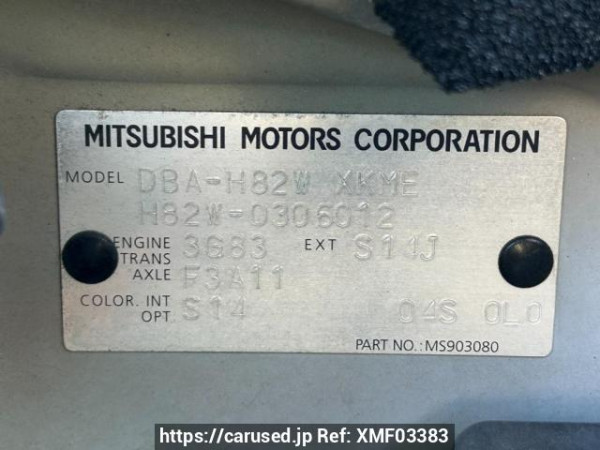 MITSUBISHI MOTORS CORPORATION
MODEL DBA-H82W XKME
H82W-0306012
ENGINE 3G83 EXT S14J
TRANS
AXLE F3A11
COLOR. INT S14 04S 0L0
OPT
PART NO.: MS903080
https://carused.jp Ref: XMF03383